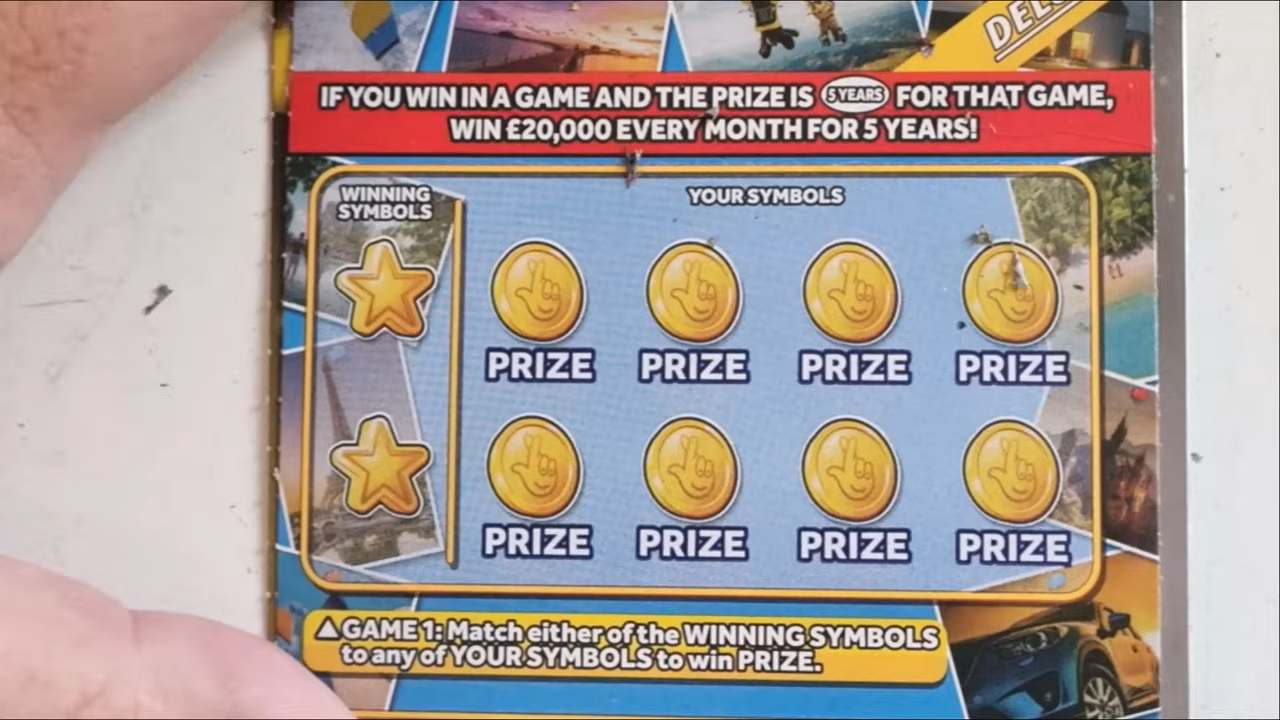 IF YOU WIN IN A GAME AND THE PRIZE IS 5 YEARS FOR THAT GAME,
WIN £20,000 EVERY MONTH FOR 5 YEARS!
WINNING
SYMBOLS
YOUR SYMBOLS
PRIZE PRIZE PRIZE PRIZE
PRIZE PRIZE PRIZE PRIZE
▲GAME 1: Match either of the WINNING SYMBOLS
to any of YOUR SYMBOLS to win PRIZE.